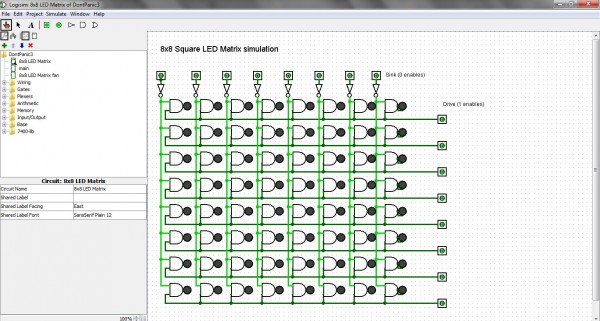 Logisim: 8x8 LED Matrix of DontPanic3
File Edit Project Simulate Window Help
DontPanic3
8x8 LED Matrix
main
8x8 LED Matrix fan
Wiring
Gates
Plexers
Arithmetic
Memory
Input/Output
Base
7400-lib
Circuit: 8x8 LED Matrix
Circuit Name 8x8 LED Matrix
Shared Label
Shared Label Facing East
Shared Label Font SansSerif Plain 12
100%
8x8 Square LED Matrix simulation
Sink (0 enables)
Drive (1 enables)